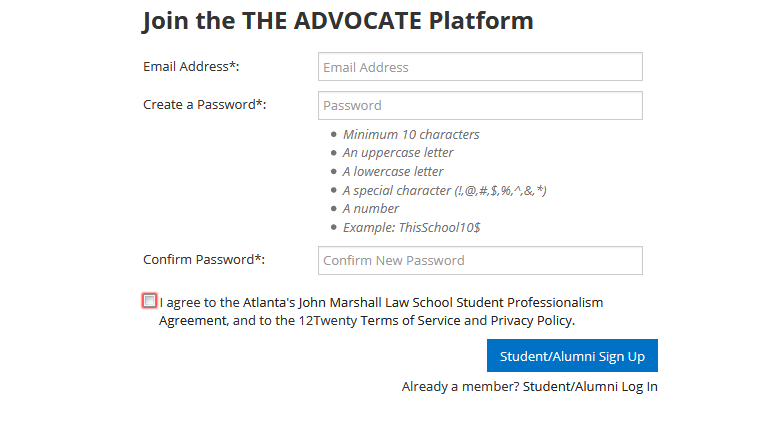 Join the THE ADVOCATE Platform
Email Address*:
Email Address
Create a Password*:
Password
Minimum 10 characters
An uppercase letter
A lowercase letter
A special character (!,@,#,$,%,^,&,*)
A number
Example: ThisSchool10$
Confirm Password*:
Confirm New Password
I agree to the Atlanta's John Marshall Law School Student Professionalism
Agreement, and to the 12Twenty Terms of Service and Privacy Policy.
Student/Alumni Sign Up
Already a member? Student/Alumni Log In